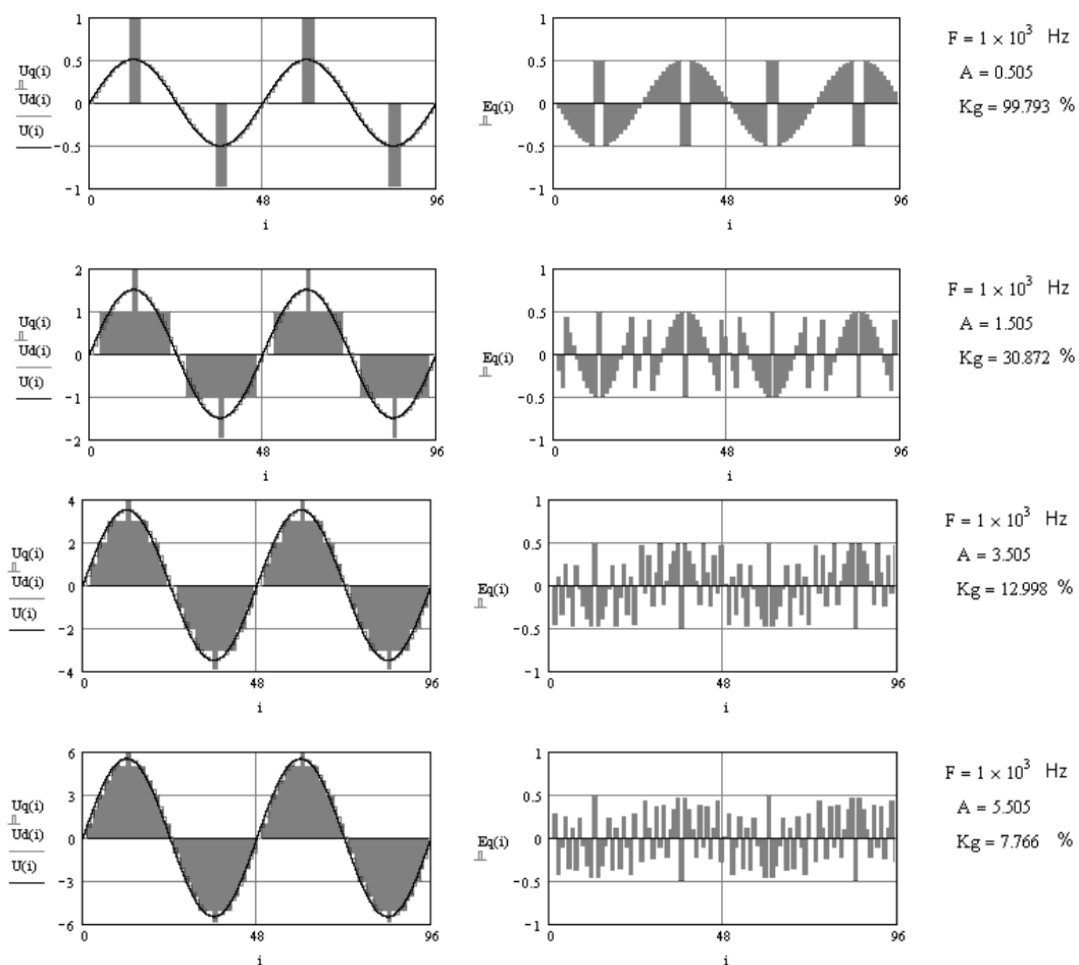 1
0.5
0
-0.5
-1
Uq(i)
Ud(i)
U(i)
0 48 96
i
1
0.5
0
-0.5
-1
Eq(i)
0 48 96
i
F = 1 × 10³ Hz
A = 0.505
Kg = 99.793 %
2
1
0
-1
-2
Uq(i)
Ud(i)
U(i)
0 48 96
i
1
0.5
0
-0.5
-1
Eq(i)
0 48 96
i
F = 1 × 10³ Hz
A = 1.505
Kg = 30.872 %
4
2
0
-2
-4
Uq(i)
Ud(i)
U(i)
0 48 96
i
1
0.5
0
-0.5
-1
Eq(i)
0 48 96
i
F = 1 × 10³ Hz
A = 3.505
Kg = 12.998 %
6
3
0
-3
-6
Uq(i)
Ud(i)
U(i)
0 48 96
i
1
0.5
0
-0.5
-1
Eq(i)
0 48 96
i
F = 1 × 10³ Hz
A = 5.505
Kg = 7.766 %